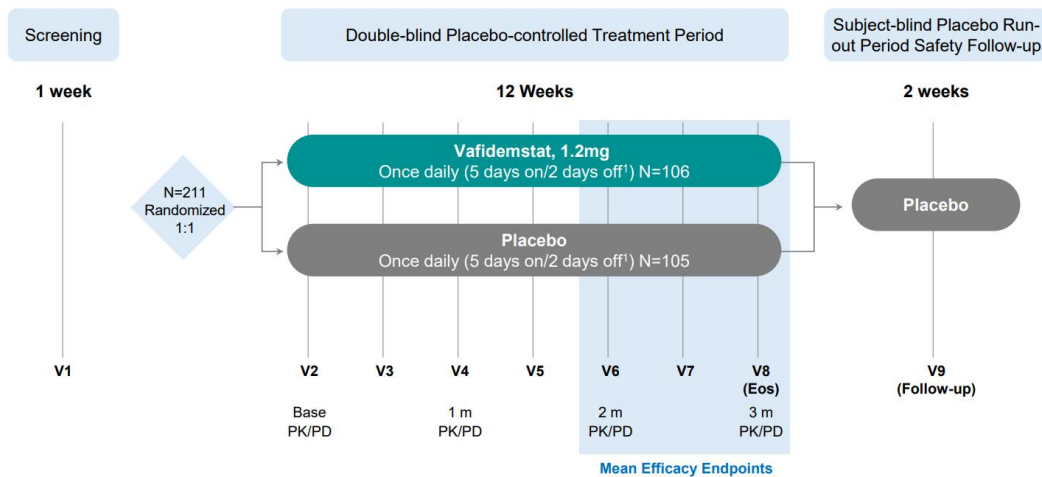 Screening
Double-blind Placebo-controlled Treatment Period
Subject-blind Placebo Run-
out Period Safety Follow-up
1 week
12 Weeks
2 weeks
N=211
Randomized
1:1
Vafidemstat, 1.2mg
Once daily (5 days on/2 days off¹) N=106
Placebo
Once daily (5 days on/2 days off¹) N=105
Placebo
V1
V2
V3
V4
V5
V6
V7
V8
(Eos)
V9
(Follow-up)
Base
PK/PD
1 m
PK/PD
2 m
PK/PD
3 m
PK/PD
Mean Efficacy Endpoints